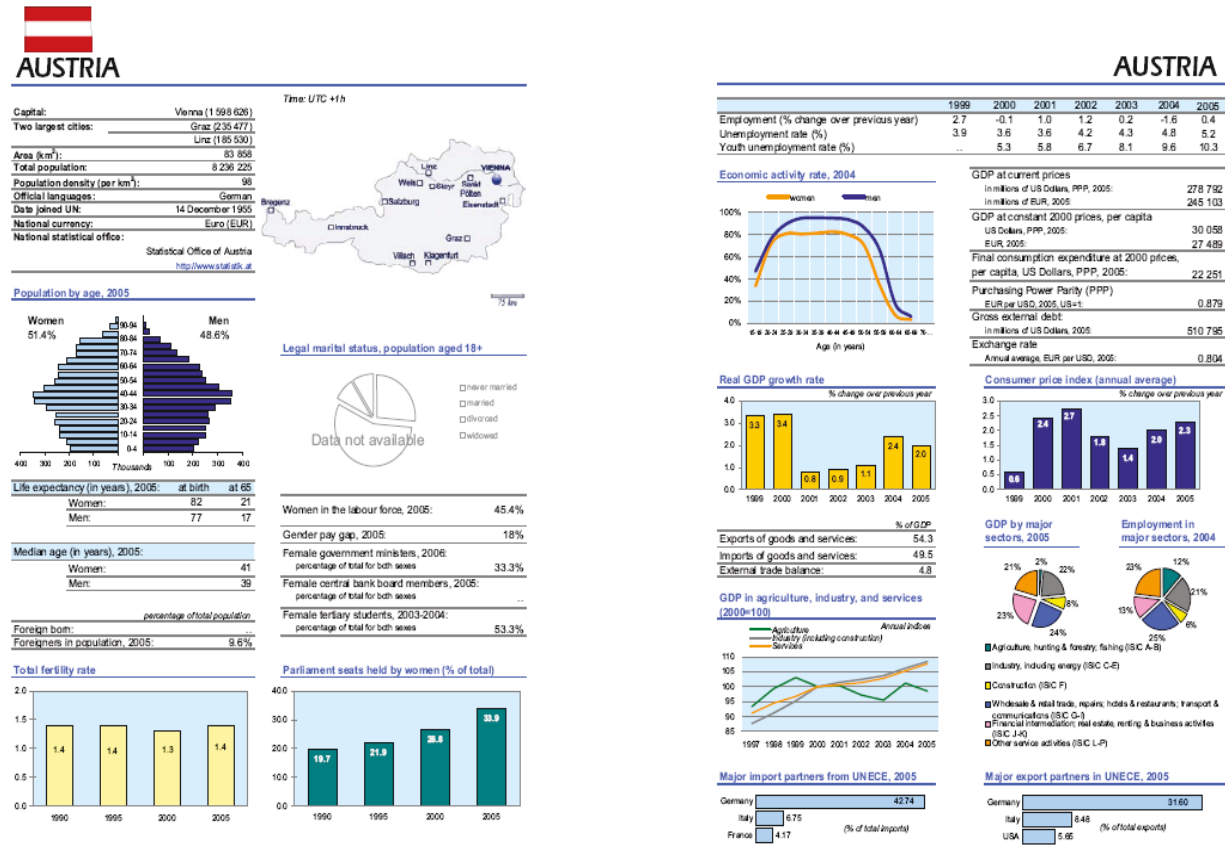 AUSTRIA
Capital: Vienna (1 598 626)
Two largest cities: Graz (235 477)
Linz (185 530)
Area (km²): 83 858
Total population: 8 236 225
Population density (per km²): 98
Official languages: German
Date joined UN: 14 December 1955
National currency: Euro (EUR)
National statistical office:
Statistical Office of Austria
http://www.statistik.at
Time: UTC +1h
Linz
VIENNA
Wels
Steyr
Sankt
Pölten
Bregenz
Salzburg
Eisenstadt
Innsbruck
Graz
Villach
Klagenfurt
75 km
Population by age, 2005
Women
51.4%
Men
48.6%
90-94
80-84
70-74
60-64
50-54
40-44
30-34
20-24
10-14
0-4
400 300 200 100 0 0 100 200 300 400
Thousands
Legal marital status, population aged 18+
never married
married
divorced
widowed
Data not available
Life expectancy (in years), 2005: at birth at 65
Women: 82 21
Men: 77 17
Median age (in years), 2005:
Women: 41
Men: 39
percentage of total population
Foreign born: ..
Foreigners in population, 2005: 9.6%
Women in the labour force, 2005: 45.4%
Gender pay gap, 2005: 18%
Female government ministers, 2006:
percentage of total for both sexes 33.3%
Female central bank board members, 2005:
..
Female tertiary students, 2003-2004:
percentage of total for both sexes 53.3%
Total fertility rate
2.0
1.5
1.0
0.5
0.0
1.4 1.4 1.3 1.4
1990 1995 2000 2005
Parliament seats held by women (% of total)
40.0
30.0
20.0
10.0
0.0
19.7 21.9 26.8 33.9
1990 1995 2000 2005
AUSTRIA
1999 2000 2001 2002 2003 2004 2005
Employment (% change over previous year) 2.7 -0.1 1.0 1.2 0.2 -1.6 0.4
Unemployment rate (%) 3.9 3.6 3.6 4.2 4.3 4.8 5.2
Youth unemployment rate (%) .. 5.3 5.8 6.7 8.1 9.6 10.3
Economic activity rate, 2004
women men
100%
80%
60%
40%
20%
0%
15-19 20-24 25-29 30-34 35-39 40-44 45-49 50-54 55-59 60-64 65-69 70-...
Age (in years)
GDP at current prices
in millions of US Dollars, PPP, 2005: 278 792
in millions of EUR, 2005: 245 103
GDP at constant 2000 prices, per capita
US Dollars, PPP, 2005: 30 058
EUR, 2005: 27 489
Final consumption expenditure at 2000 prices,
per capita, US Dollars, PPP, 2005: 22 251
Purchasing Power Parity (PPP)
EUR per USD, 2005, US=1: 0.879
Gross external debt:
in millions of US Dollars, 2005: 510 795
Exchange rate
Annual average, EUR per USD, 2005: 0.804
Real GDP growth rate
% change over previous year
4.0
3.0
2.0
1.0
0.0
3.3 3.4 0.8 0.9 1.1 2.4 2.0
1999 2000 2001 2002 2003 2004 2005
Consumer price index (annual average)
% change over previous year
3.0
2.5
2.0
1.5
1.0
0.5
0.0
0.6 2.4 2.7 1.8 1.4 2.0 2.3
1999 2000 2001 2002 2003 2004 2005
% of GDP
Exports of goods and services: 54.3
Imports of goods and services: 49.5
External trade balance: 4.8
GDP in agriculture, industry, and services
(2000=100)
Annual indices
Agriculture
Industry (including construction)
Services
110
105
100
95
90
85
1997 1998 1999 2000 2001 2002 2003 2004 2005
GDP by major
sectors, 2005
21% 2% 22%
8%
23%
24%
Employment in
major sectors, 2004
23% 12%
21%
13%
6%
25%
Agriculture, hunting & forestry; fishing (ISIC A-B)
Industry, including energy (ISIC C-E)
Construction (ISIC F)
Wholesale & retail trade, repairs; hotels & restaurants; transport &
communications (ISIC G-I)
Financial intermediation; real estate, renting & business activities
(ISIC J-K)
Other service activities (ISIC L-P)
Major import partners from UNECE, 2005
Germany 42.74
Italy 6.75
France 4.17
(% of total imports)
Major export partners in UNECE, 2005
Germany 31.60
Italy 8.48
USA 5.65
(% of total exports)